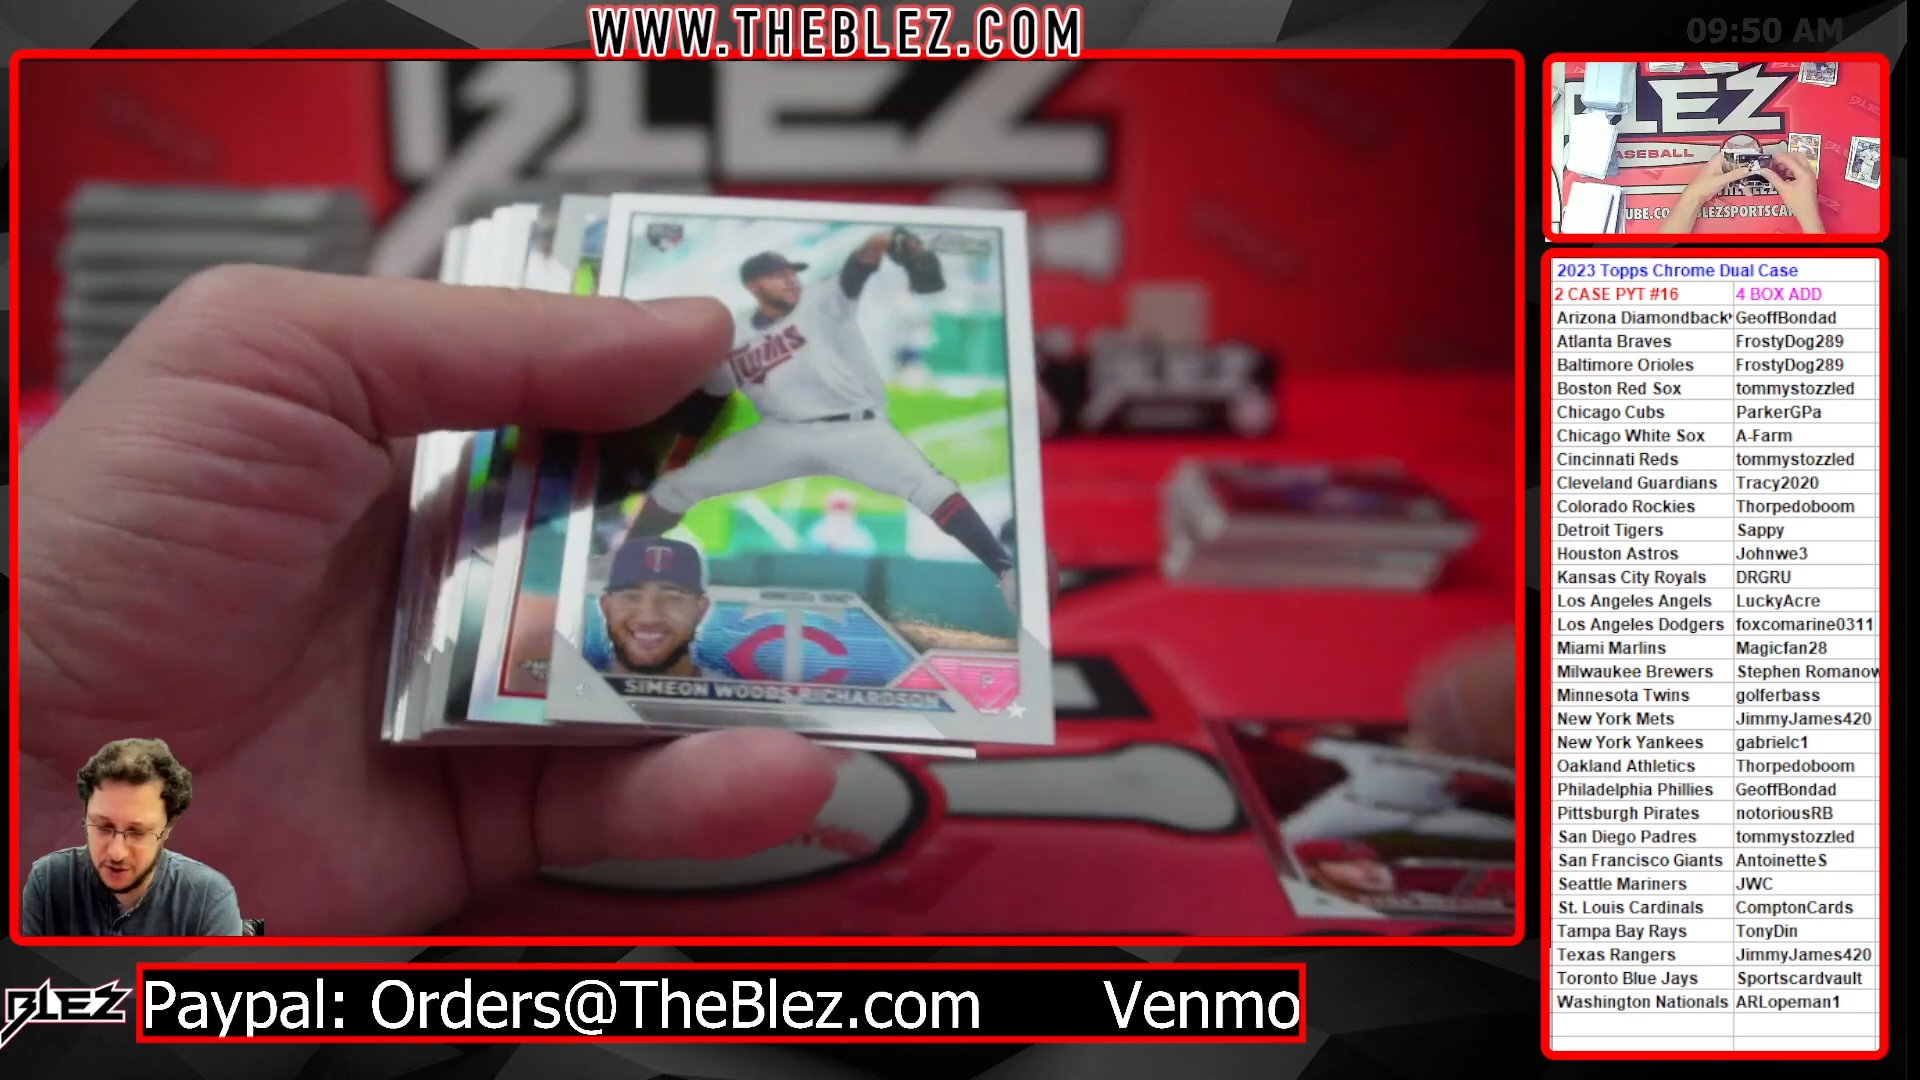 WWW.THEBLEZ.COM
09:50 AM
BLEZ
Twins
SIMEON WOODS RICHARDSON
P
BLEZ
ASEBALL
2023 Topps Chrome Dual Case
2 CASE PYT #16 4 BOX ADD
Arizona Diamondback GeoffBondad
Atlanta Braves FrostyDog289
Baltimore Orioles FrostyDog289
Boston Red Sox tommystozzled
Chicago Cubs ParkerGPa
Chicago White Sox A-Farm
Cincinnati Reds tommystozzled
Cleveland Guardians Tracy2020
Colorado Rockies Thorpedoboom
Detroit Tigers Sappy
Houston Astros Johnwe3
Kansas City Royals DRGRU
Los Angeles Angels LuckyAcre
Los Angeles Dodgers foxcomarine0311
Miami Marlins Magicfan28
Milwaukee Brewers Stephen Romanow
Minnesota Twins golferbass
New York Mets JimmyJames420
New York Yankees gabrielc1
Oakland Athletics Thorpedoboom
Philadelphia Phillies GeoffBondad
Pittsburgh Pirates notoriousRB
San Diego Padres tommystozzled
San Francisco Giants AntoinetteS
Seattle Mariners JWC
St. Louis Cardinals ComptonCards
Tampa Bay Rays TonyDin
Texas Rangers JimmyJames420
Toronto Blue Jays Sportscardvault
Washington Nationals ARLopeman1
BLEZ
Paypal: Orders@TheBlez.com Venmo